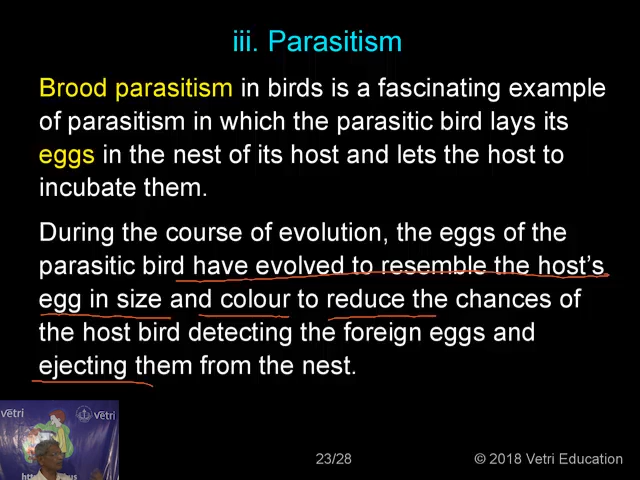 iii. Parasitism
Brood parasitism in birds is a fascinating example
of parasitism in which the parasitic bird lays its
eggs in the nest of its host and lets the host to
incubate them.
During the course of evolution, the eggs of the
parasitic bird have evolved to resemble the host's
egg in size and colour to reduce the chances of
the host bird detecting the foreign eggs and
ejecting them from the nest.
Vētri
Vētri
23/28
© 2018 Vetri Education